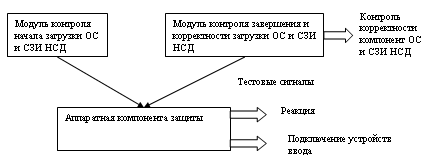 Модуль контроля
начала загрузки ОС
и СЗИ НСД
Модуль контроля завершения и
корректности загрузки ОС и СЗИ
НСД
Контроль
корректности
компонент ОС
и СЗИ НСД
Тестовые сигналы
Аппаратная компонента защиты
Реакция
Подключение устройств
ввода